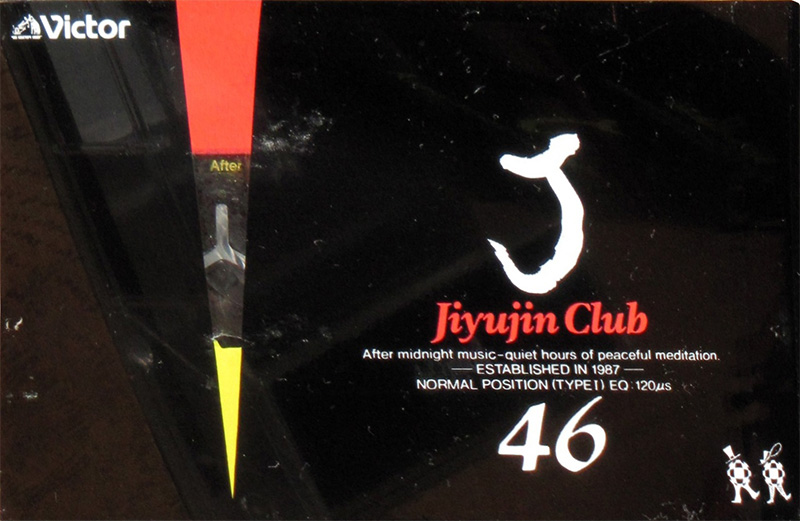 Victor
After
J
Jiyujin Club
After midnight music-quiet hours of peaceful meditation.
ESTABLISHED IN 1987
NORMAL POSITION (TYPE I) EQ: 120μs
46